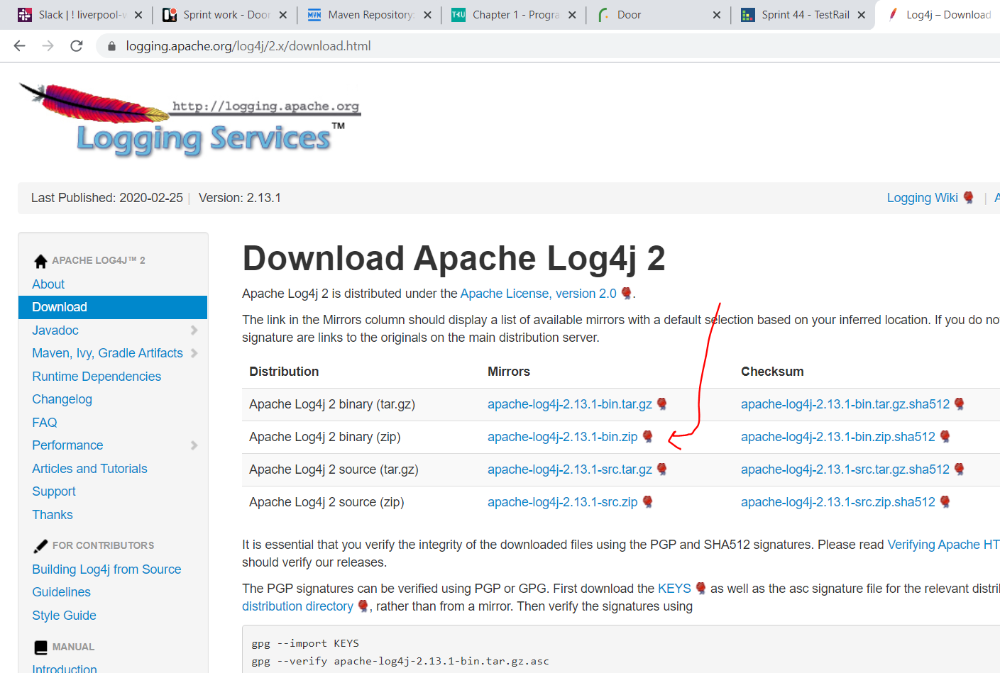 Slack | ! liverpool-w
Sprint work - Door
Maven Repository:
Chapter 1 - Progra
Door
Sprint 44 - TestRail
Log4j – Download
logging.apache.org/log4j/2.x/download.html
http://logging.apache.org
Logging Services™
Last Published: 2020-02-25 | Version: 2.13.1
Logging Wiki | A
APACHE LOG4J™ 2
About
Download
Javadoc
Maven, Ivy, Gradle Artifacts
Runtime Dependencies
Changelog
FAQ
Performance
Articles and Tutorials
Support
Thanks
FOR CONTRIBUTORS
Building Log4j from Source
Guidelines
Style Guide
MANUAL
Introduction
Download Apache Log4j 2
Apache Log4j 2 is distributed under the Apache License, version 2.0 .
The link in the Mirrors column should display a list of available mirrors with a default selection based on your inferred location. If you do no
signature are links to the originals on the main distribution server.
Distribution Mirrors Checksum
Apache Log4j 2 binary (tar.gz) apache-log4j-2.13.1-bin.tar.gz apache-log4j-2.13.1-bin.tar.gz.sha512
Apache Log4j 2 binary (zip) apache-log4j-2.13.1-bin.zip apache-log4j-2.13.1-bin.zip.sha512
Apache Log4j 2 source (tar.gz) apache-log4j-2.13.1-src.tar.gz apache-log4j-2.13.1-src.tar.gz.sha512
Apache Log4j 2 source (zip) apache-log4j-2.13.1-src.zip apache-log4j-2.13.1-src.zip.sha512
It is essential that you verify the integrity of the downloaded files using the PGP and SHA512 signatures. Please read Verifying Apache HT
should verify our releases.
The PGP signatures can be verified using PGP or GPG. First download the KEYS as well as the asc signature file for the relevant distri
distribution directory , rather than from a mirror. Then verify the signatures using
gpg --import KEYS
gpg --verify apache-log4j-2.13.1-bin.tar.gz.asc